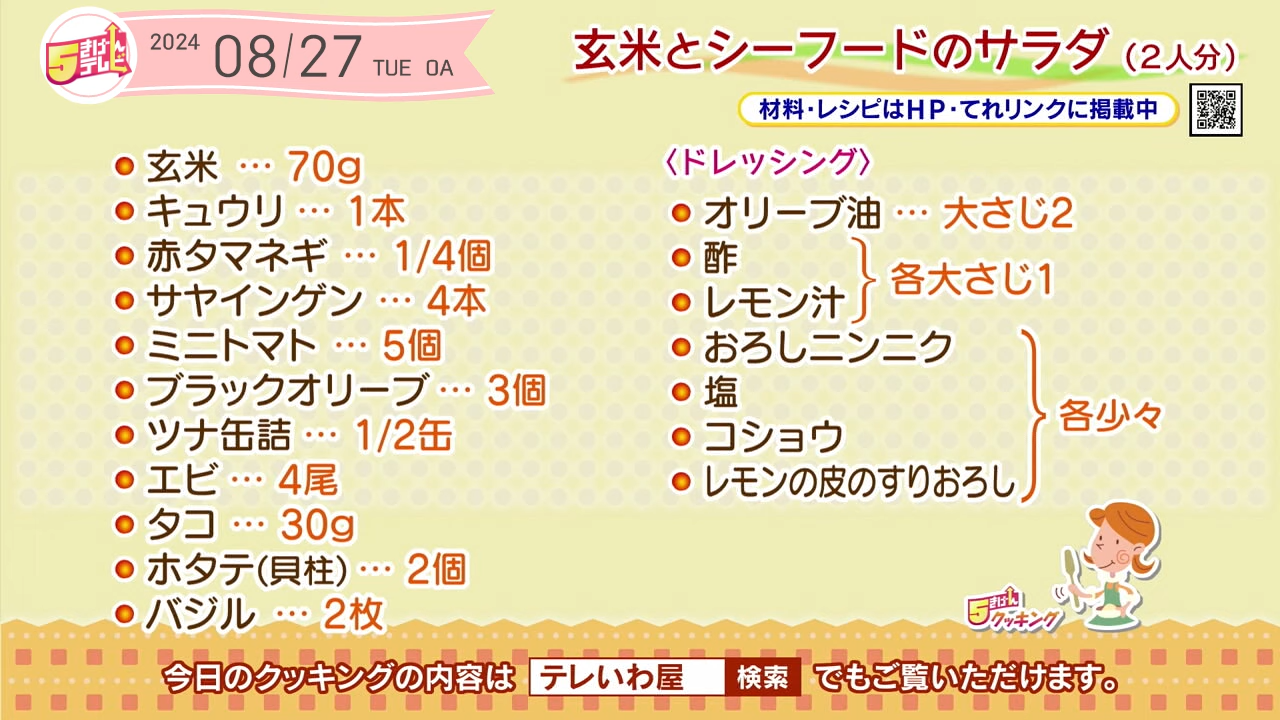 5きげんテレビ
2024 08/27 TUE OA
玄米とシーフードのサラダ(2人分)
材料・レシピはHP・てれリンクに掲載中
玄米 … 70g
キュウリ … 1本
赤タマネギ … 1/4個
サヤインゲン … 4本
ミニトマト … 5個
ブラックオリーブ … 3個
ツナ缶詰 … 1/2缶
エビ … 4尾
タコ … 30g
ホタテ(貝柱) … 2個
バジル … 2枚
〈ドレッシング〉
オリーブ油 … 大さじ2
酢
レモン汁
各大さじ1
おろしニンニク
塩
コショウ
レモンの皮のすりおろし
各少々
5きげんクッキング
今日のクッキングの内容は テレいわ屋 検索 でもご覧いただけます。